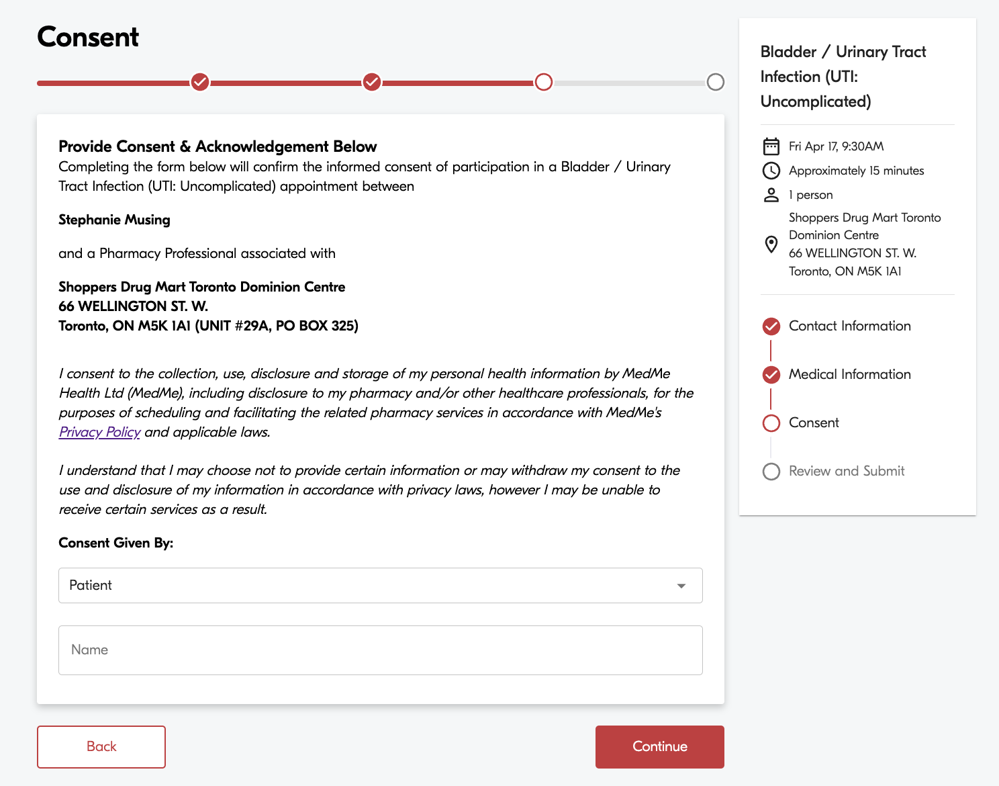 Consent
Provide Consent & Acknowledgement Below
Completing the form below will confirm the informed consent of participation in a Bladder / Urinary
Tract Infection (UTI: Uncomplicated) appointment between
Stephanie Musing
and a Pharmacy Professional associated with
Shoppers Drug Mart Toronto Dominion Centre
66 WELLINGTON ST. W.
Toronto, ON M5K 1A1 (UNIT #29A, PO BOX 325)
I consent to the collection, use, disclosure and storage of my personal health information by MedMe
Health Ltd (MedMe), including disclosure to my pharmacy and/or other healthcare professionals, for the
purposes of scheduling and facilitating the related pharmacy services in accordance with MedMe's
Privacy Policy and applicable laws.
I understand that I may choose not to provide certain information or may withdraw my consent to the
use and disclosure of my information in accordance with privacy laws, however I may be unable to
receive certain services as a result.
Consent Given By:
Patient
Name
Back
Continue
Bladder / Urinary Tract
Infection (UTI:
Uncomplicated)
Fri Apr 17, 9:30AM
Approximately 15 minutes
1 person
Shoppers Drug Mart Toronto
Dominion Centre
66 WELLINGTON ST. W.
Toronto, ON M5K 1A1
Contact Information
Medical Information
Consent
Review and Submit